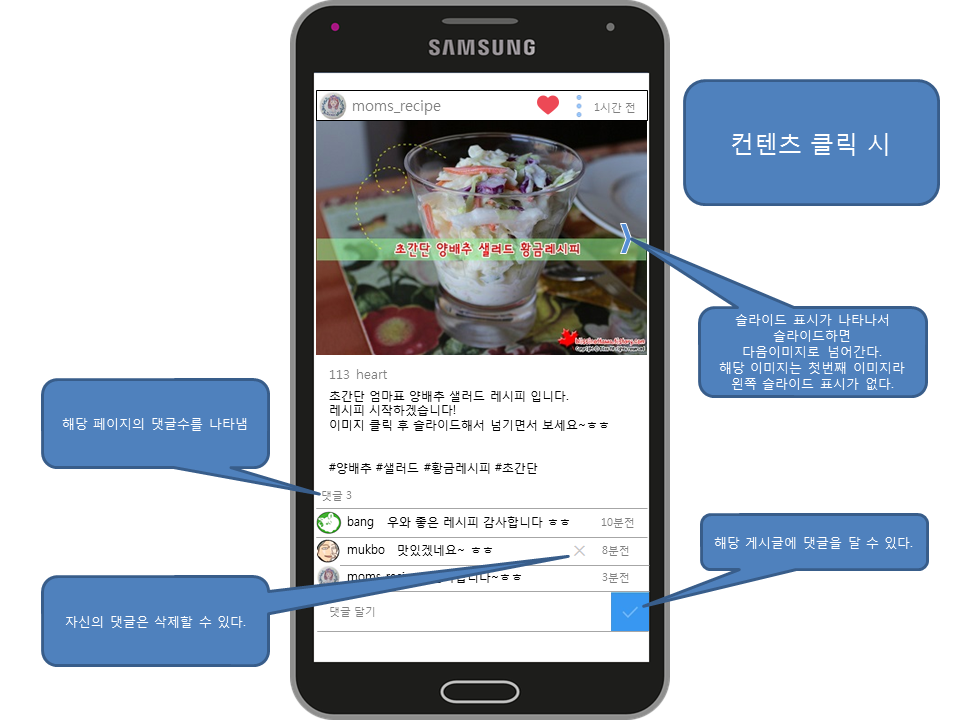 SAMSUNG
moms_recipe
1시간 전
컨텐츠 클릭 시
초간단 양배추 샐러드 황금레시피
슬라이드 표시가 나타나서
슬라이드하면
다음이미지로 넘어간다.
해당 이미지는 첫번째 이미지라
왼쪽 슬라이드 표시가 없다.
113 heart
초간단 엄마표 양배추 샐러드 레시피 입니다.
레시피 시작하겠습니다!
이미지 클릭 후 슬라이드해서 넘기면서 보세요~ㅎㅎ
#양배추 #샐러드 #황금레시피 #초간단
해당 페이지의 댓글수를 나타냄
댓글 3
bang 우와 좋은 레시피 감사합니다 ㅎㅎ 10분전
mukbo 맛있겠네요~ ㅎㅎ 8분전
3분전
해당 게시글에 댓글을 달 수 있다.
자신의 댓글은 삭제할 수 있다.
댓글 달기